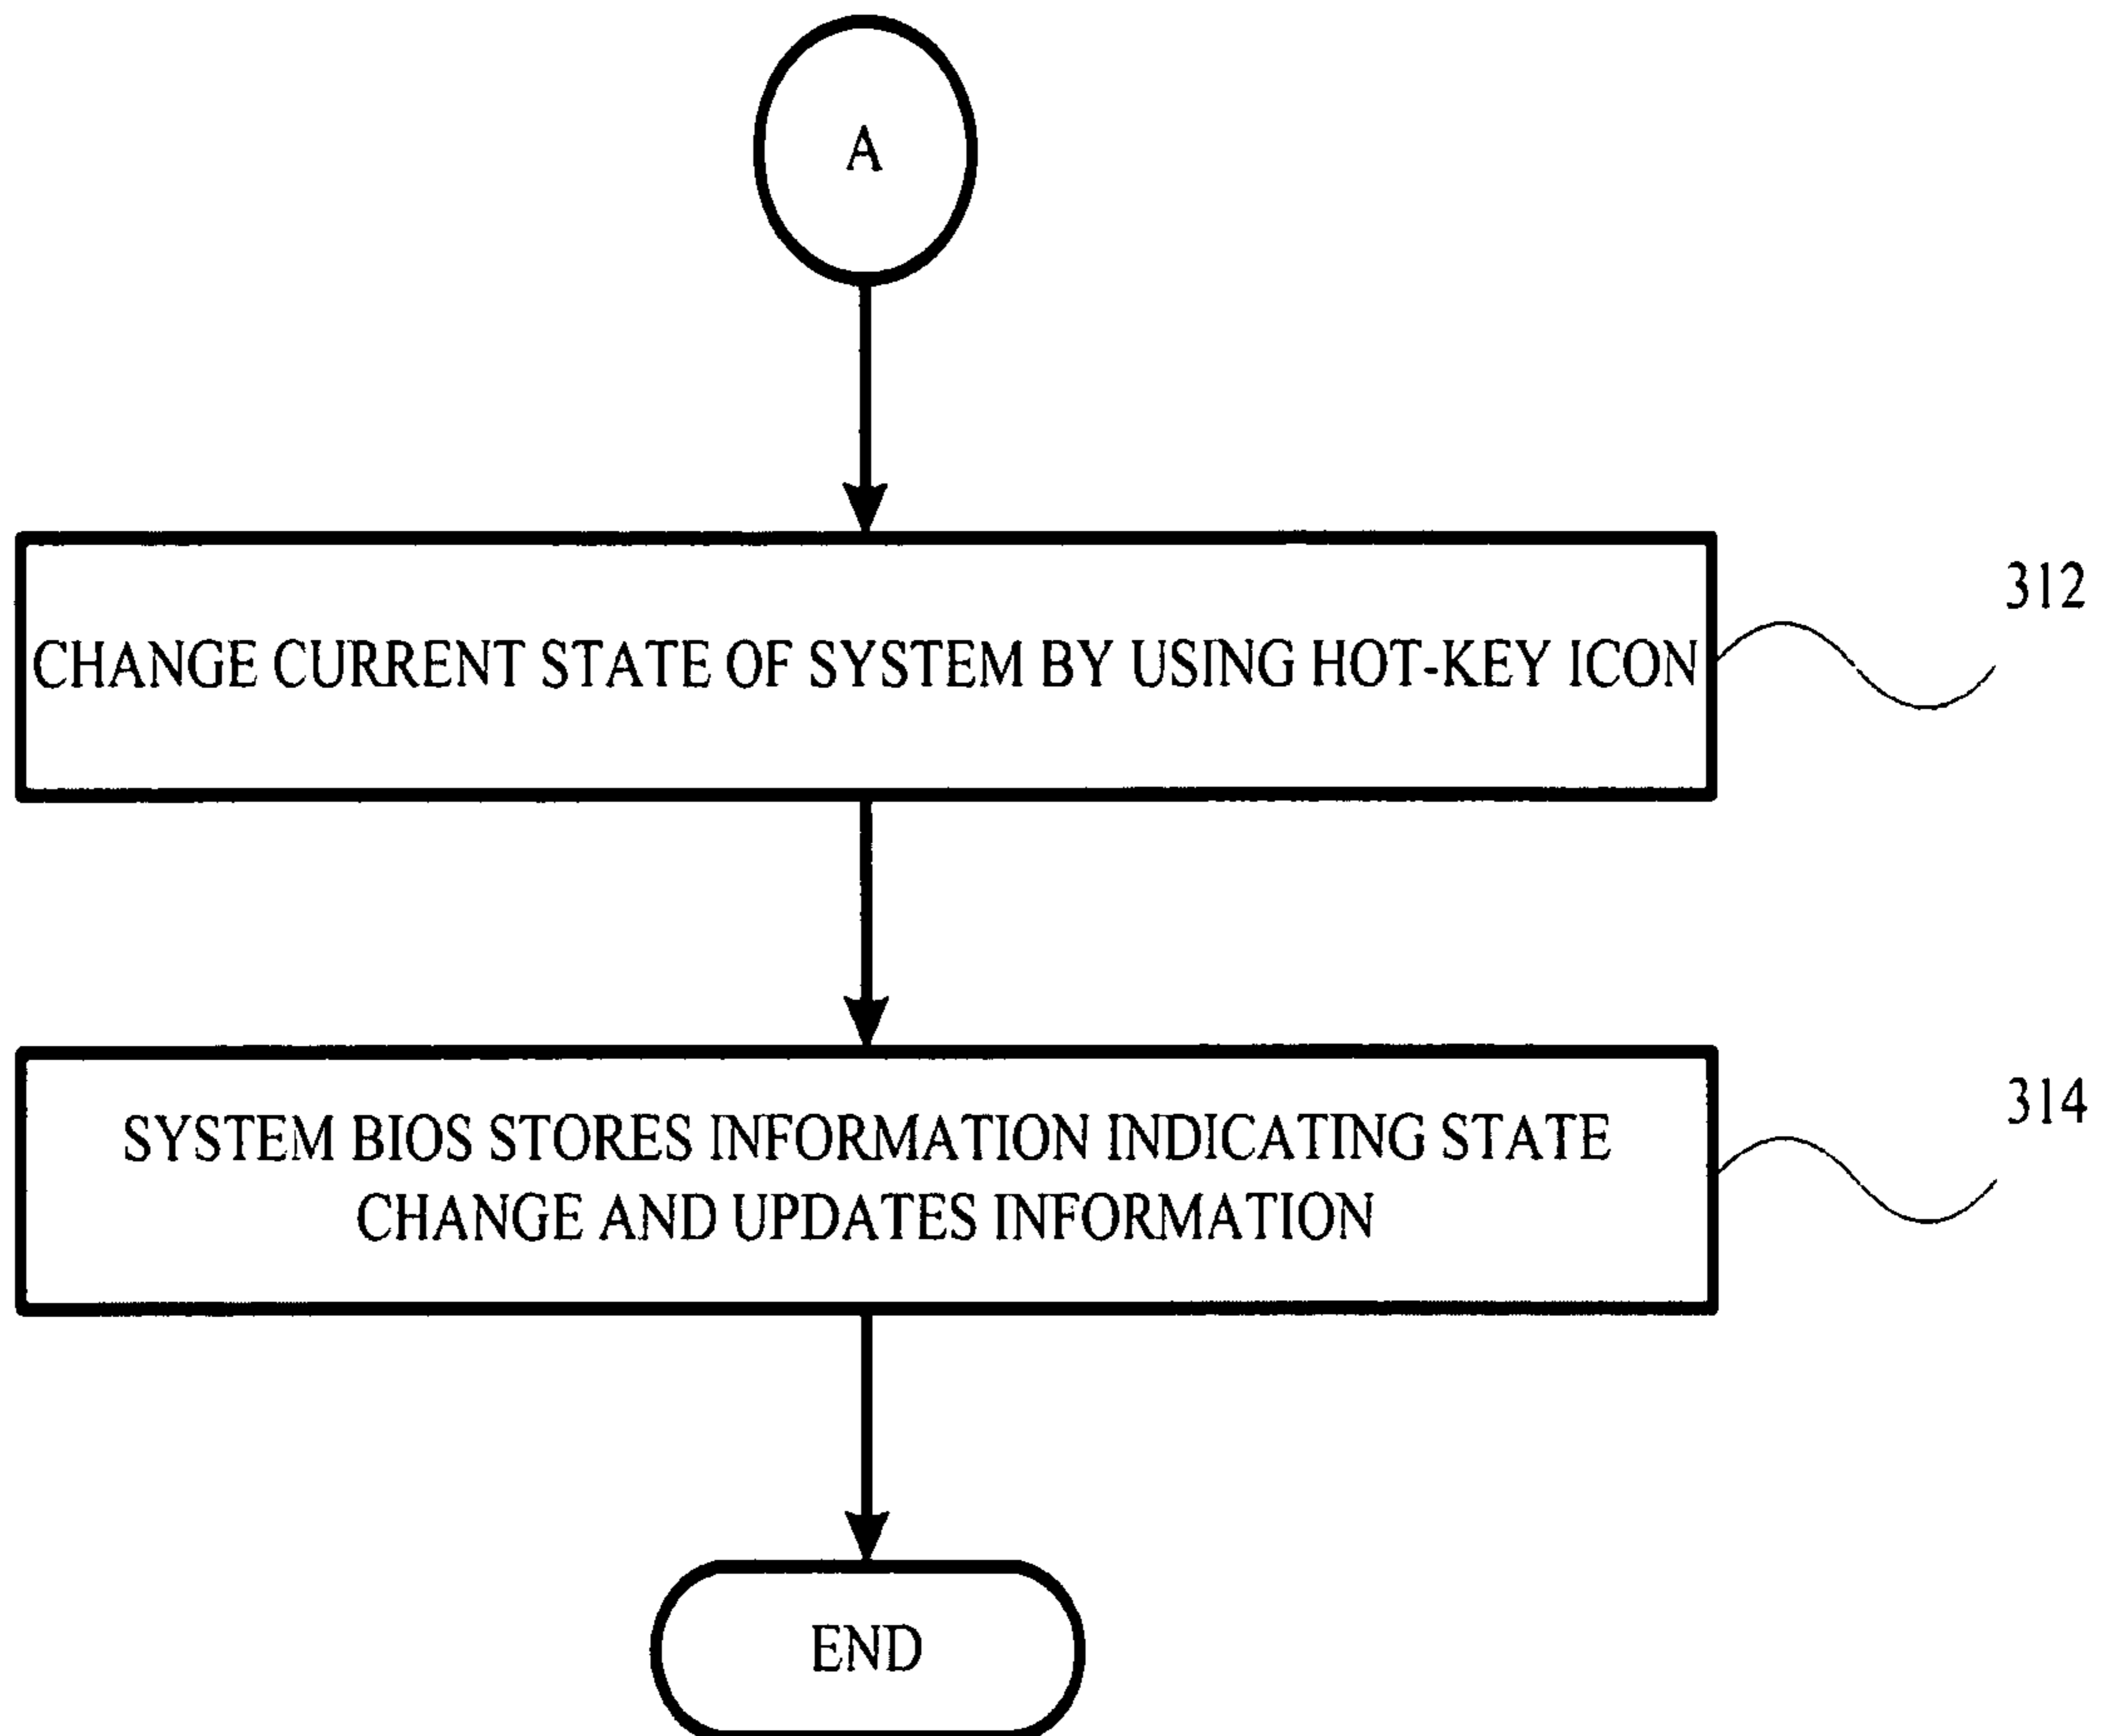 A
312
CHANGE CURRENT STATE OF SYSTEM BY USING HOT-KEY ICON
314
SYSTEM BIOS STORES INFORMATION INDICATING STATE
CHANGE AND UPDATES INFORMATION
END